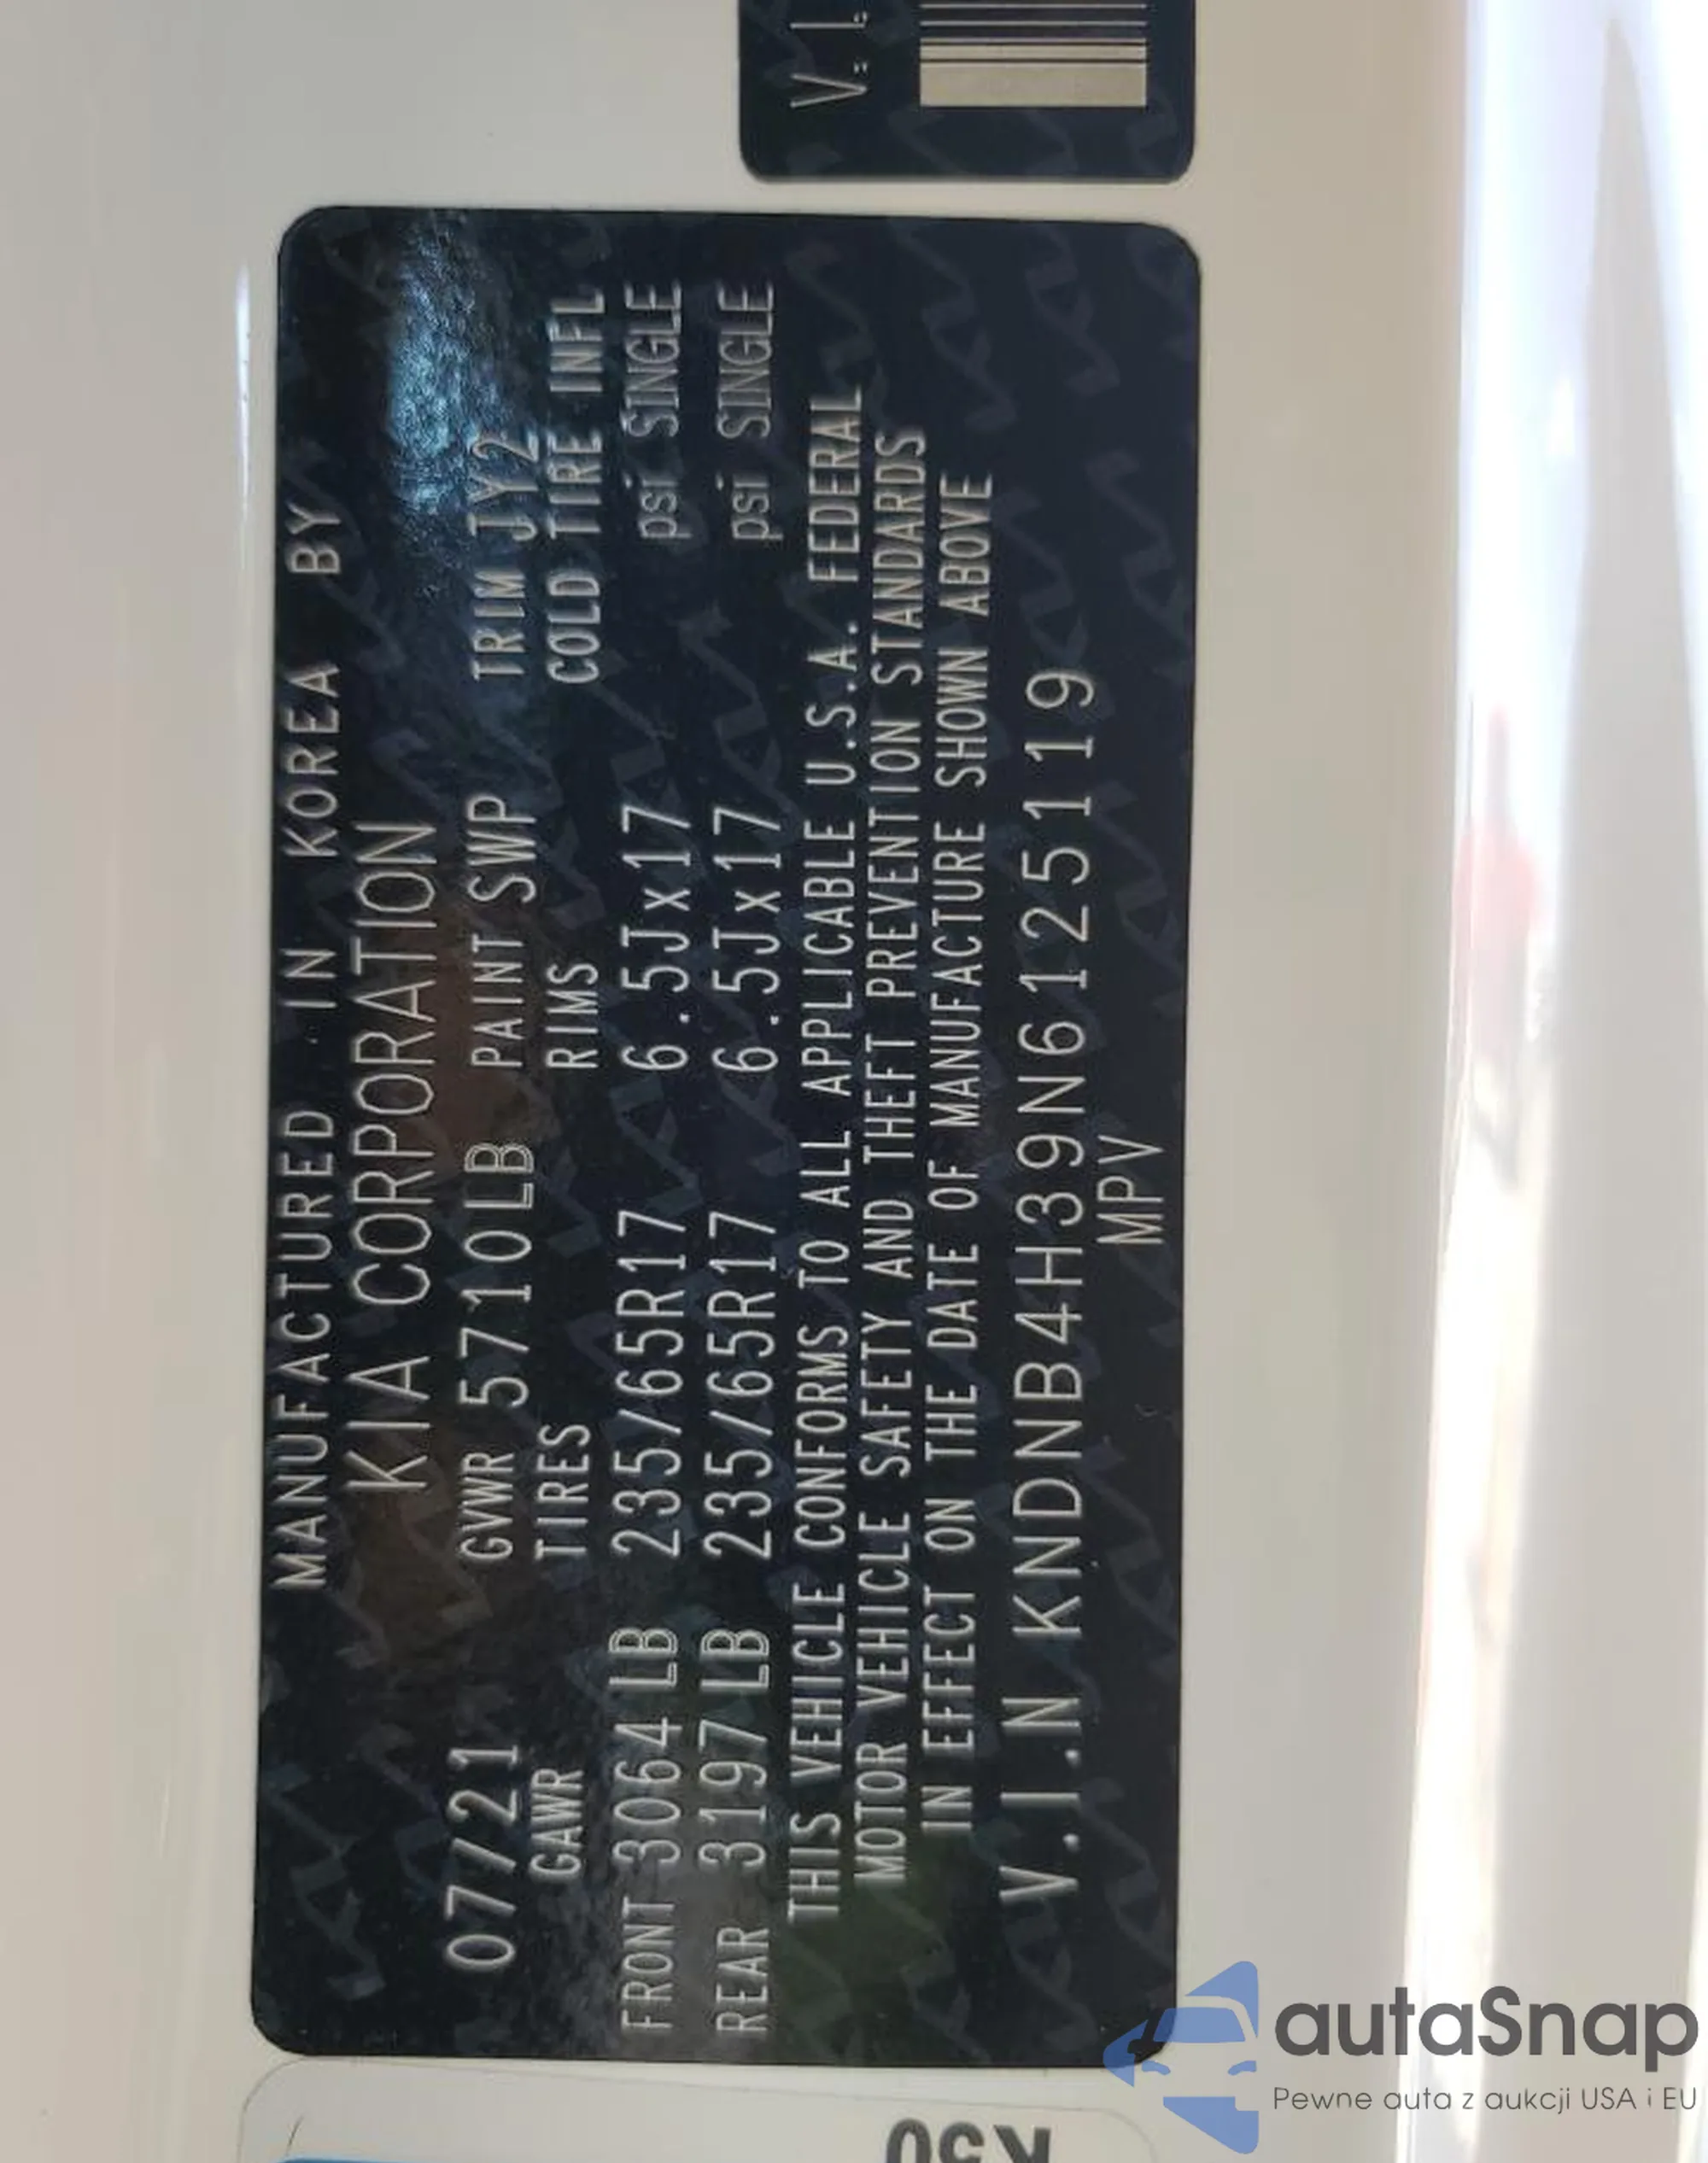 MANUFACTURED IN KOREA BY
KIA CORPORATION
07/21 GVWR 5710LB PAINT SWP TRIM JY2
GAWR TIRES RIMS COLD TIRE INFL
FRONT 3064 LB 235/65R17 6.5Jx17 psi SINGLE
REAR 3197 LB 235/65R17 6.5Jx17 psi SINGLE
THIS VEHICLE CONFORMS TO ALL APPLICABLE U.S.A. FEDERAL
MOTOR VEHICLE SAFETY AND THEFT PREVENTION STANDARDS
IN EFFECT ON THE DATE OF MANUFACTURE SHOWN ABOVE
V.I.N KNDNB4H39N6125119
MPV
V.I.
autaSnap
Pewne auta z aukcji USA i EU